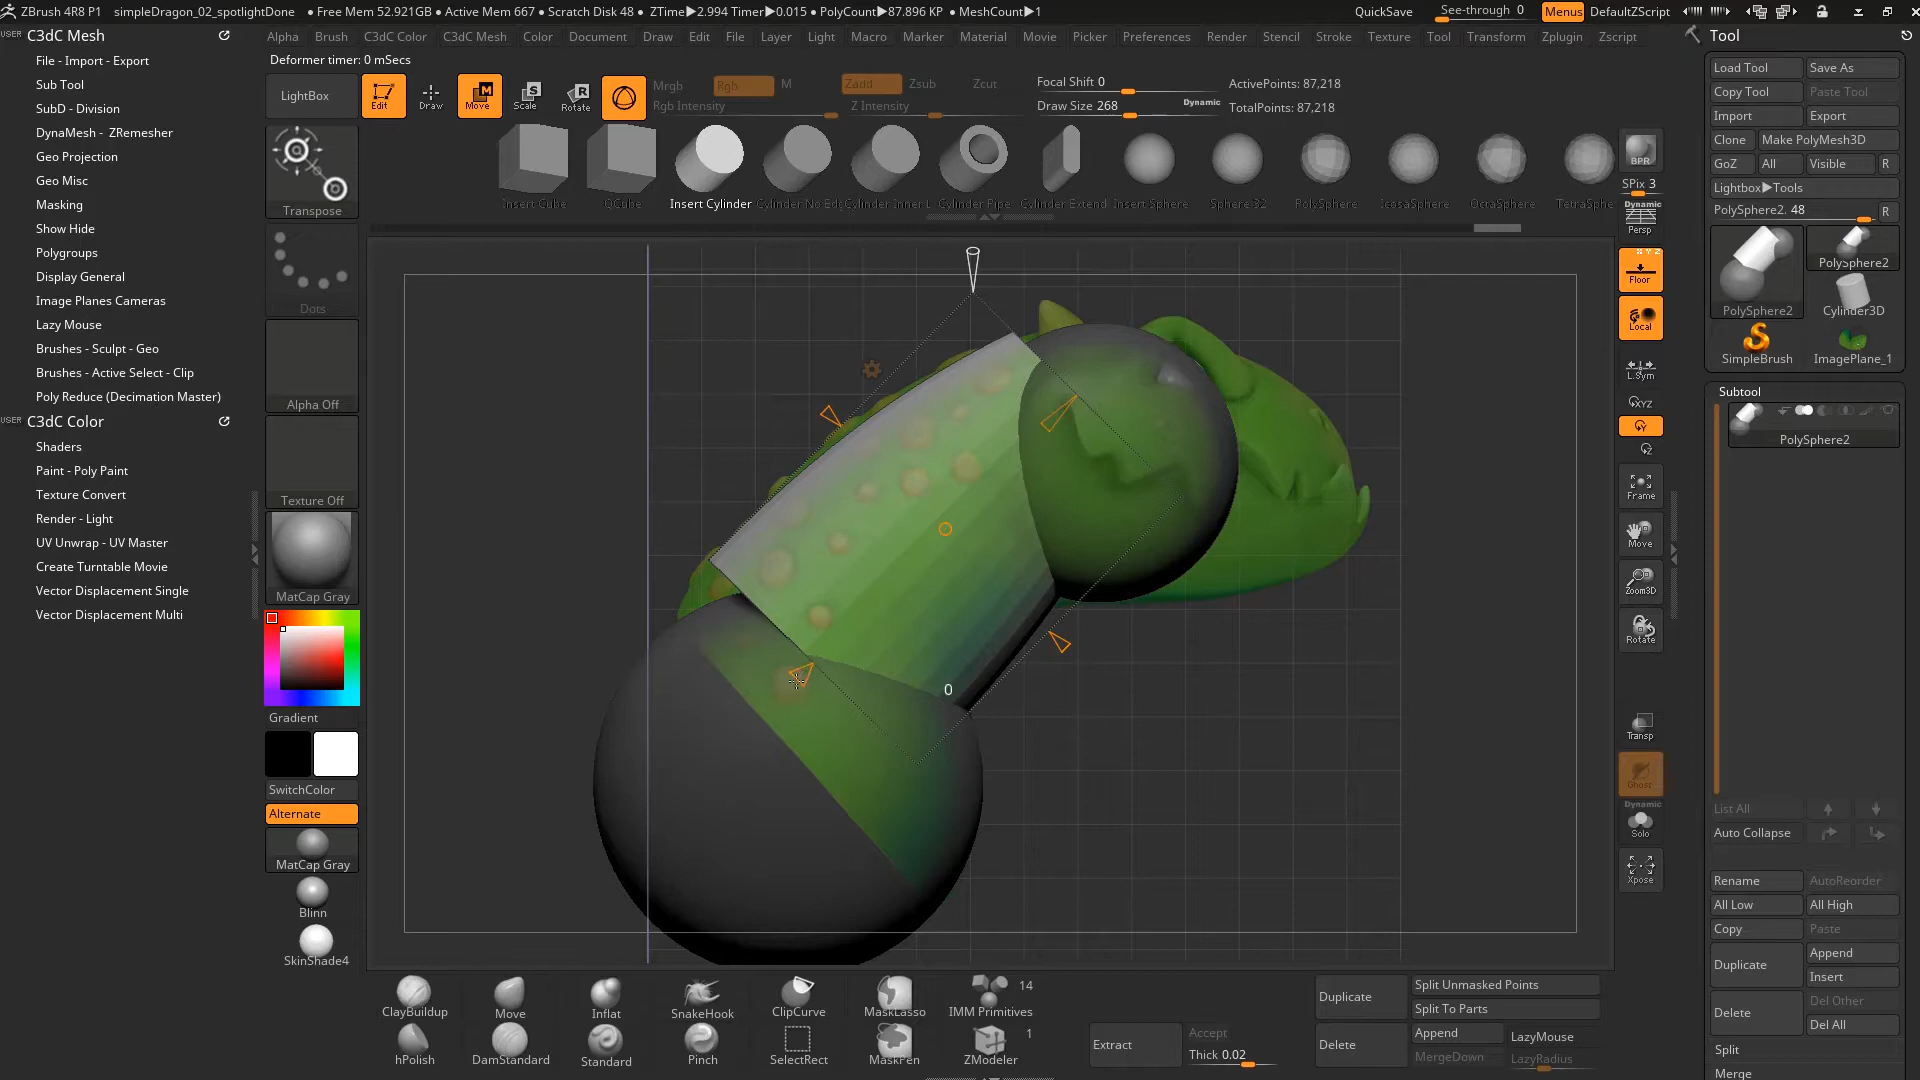 ZBrush 4R8 P1 simpleDragon_02_spotlightDone • Free Mem 52.921GB • Active Mem 667 • Scratch Disk 48 • ZTime▶2.994 Timer▶0.015 • PolyCount▶87.896 KP • MeshCount▶1 QuickSave See-through 0 Menus DefaultZScript
USER C3dC Mesh
Alpha Brush C3dC Color C3dC Mesh Color Document Draw Edit File Layer Light Macro Marker Material Movie Picker Preferences Render Stencil Stroke Texture Tool Transform Zplugin Zscript
Tool
Deformer timer: 0 mSecs
File - Import - Export
Sub Tool
SubD - Division
DynaMesh - ZRemesher
Geo Projection
Geo Misc
Masking
Show Hide
Polygroups
Display General
Image Planes Cameras
Lazy Mouse
Brushes - Sculpt - Geo
Brushes - Active Select - Clip
Poly Reduce (Decimation Master)
USER C3dC Color
Shaders
Paint - Poly Paint
Texture Convert
Render - Light
UV Unwrap - UV Master
Create Turntable Movie
Vector Displacement Single
Vector Displacement Multi
LightBox
Edit Draw Move Scale Rotate
M S R
Mrgb Rgb M Zadd Zsub Zcut
Rgb Intensity Z Intensity
Focal Shift 0
Draw Size 268 Dynamic
ActivePoints: 87,218
TotalPoints: 87,218
Insert Cube QCube Insert Cylinder Cylinder Pipe Cylinder Extend Insert Sphere Sphere 32 PolySphere IcosaSphere OctaSphere TetraSphe
Transpose
Dots
Alpha Off
Texture Off
MatCap Gray
Gradient
SwitchColor
Alternate
MatCap Gray
Blinn
SkinShade4
0
BPR
SPix 3
Dynamic
Persp
Floor
Local
L.Sym
XYZ
Y
Z
Frame
Move
Zoom3D
Rotate
Transp
Ghost
Dynamic
Solo
Xpose
Load Tool Save As
Copy Tool Paste Tool
Import Export
Clone Make PolyMesh3D
GoZ All Visible R
Lightbox▶Tools
PolySphere2. 48 R
PolySphere2 PolySphere2
Cylinder3D
SimpleBrush ImagePlane_1
Subtool
PolySphere2
List All
Auto Collapse
Rename AutoReorder
All Low All High
Copy Paste
Duplicate Append
Insert
Delete Del Other
Del All
Split
Merge
ClayBuildup Move Inflat SnakeHook ClipCurve MaskLasso IMM Primitives 14
hPolish DamStandard Standard Pinch SelectRect MaskPen ZModeler 1
Extract Accept
Thick 0.02
Duplicate Split Unmasked Points
Split To Parts
Delete Append LazyMouse
MergeDown LazyRadius